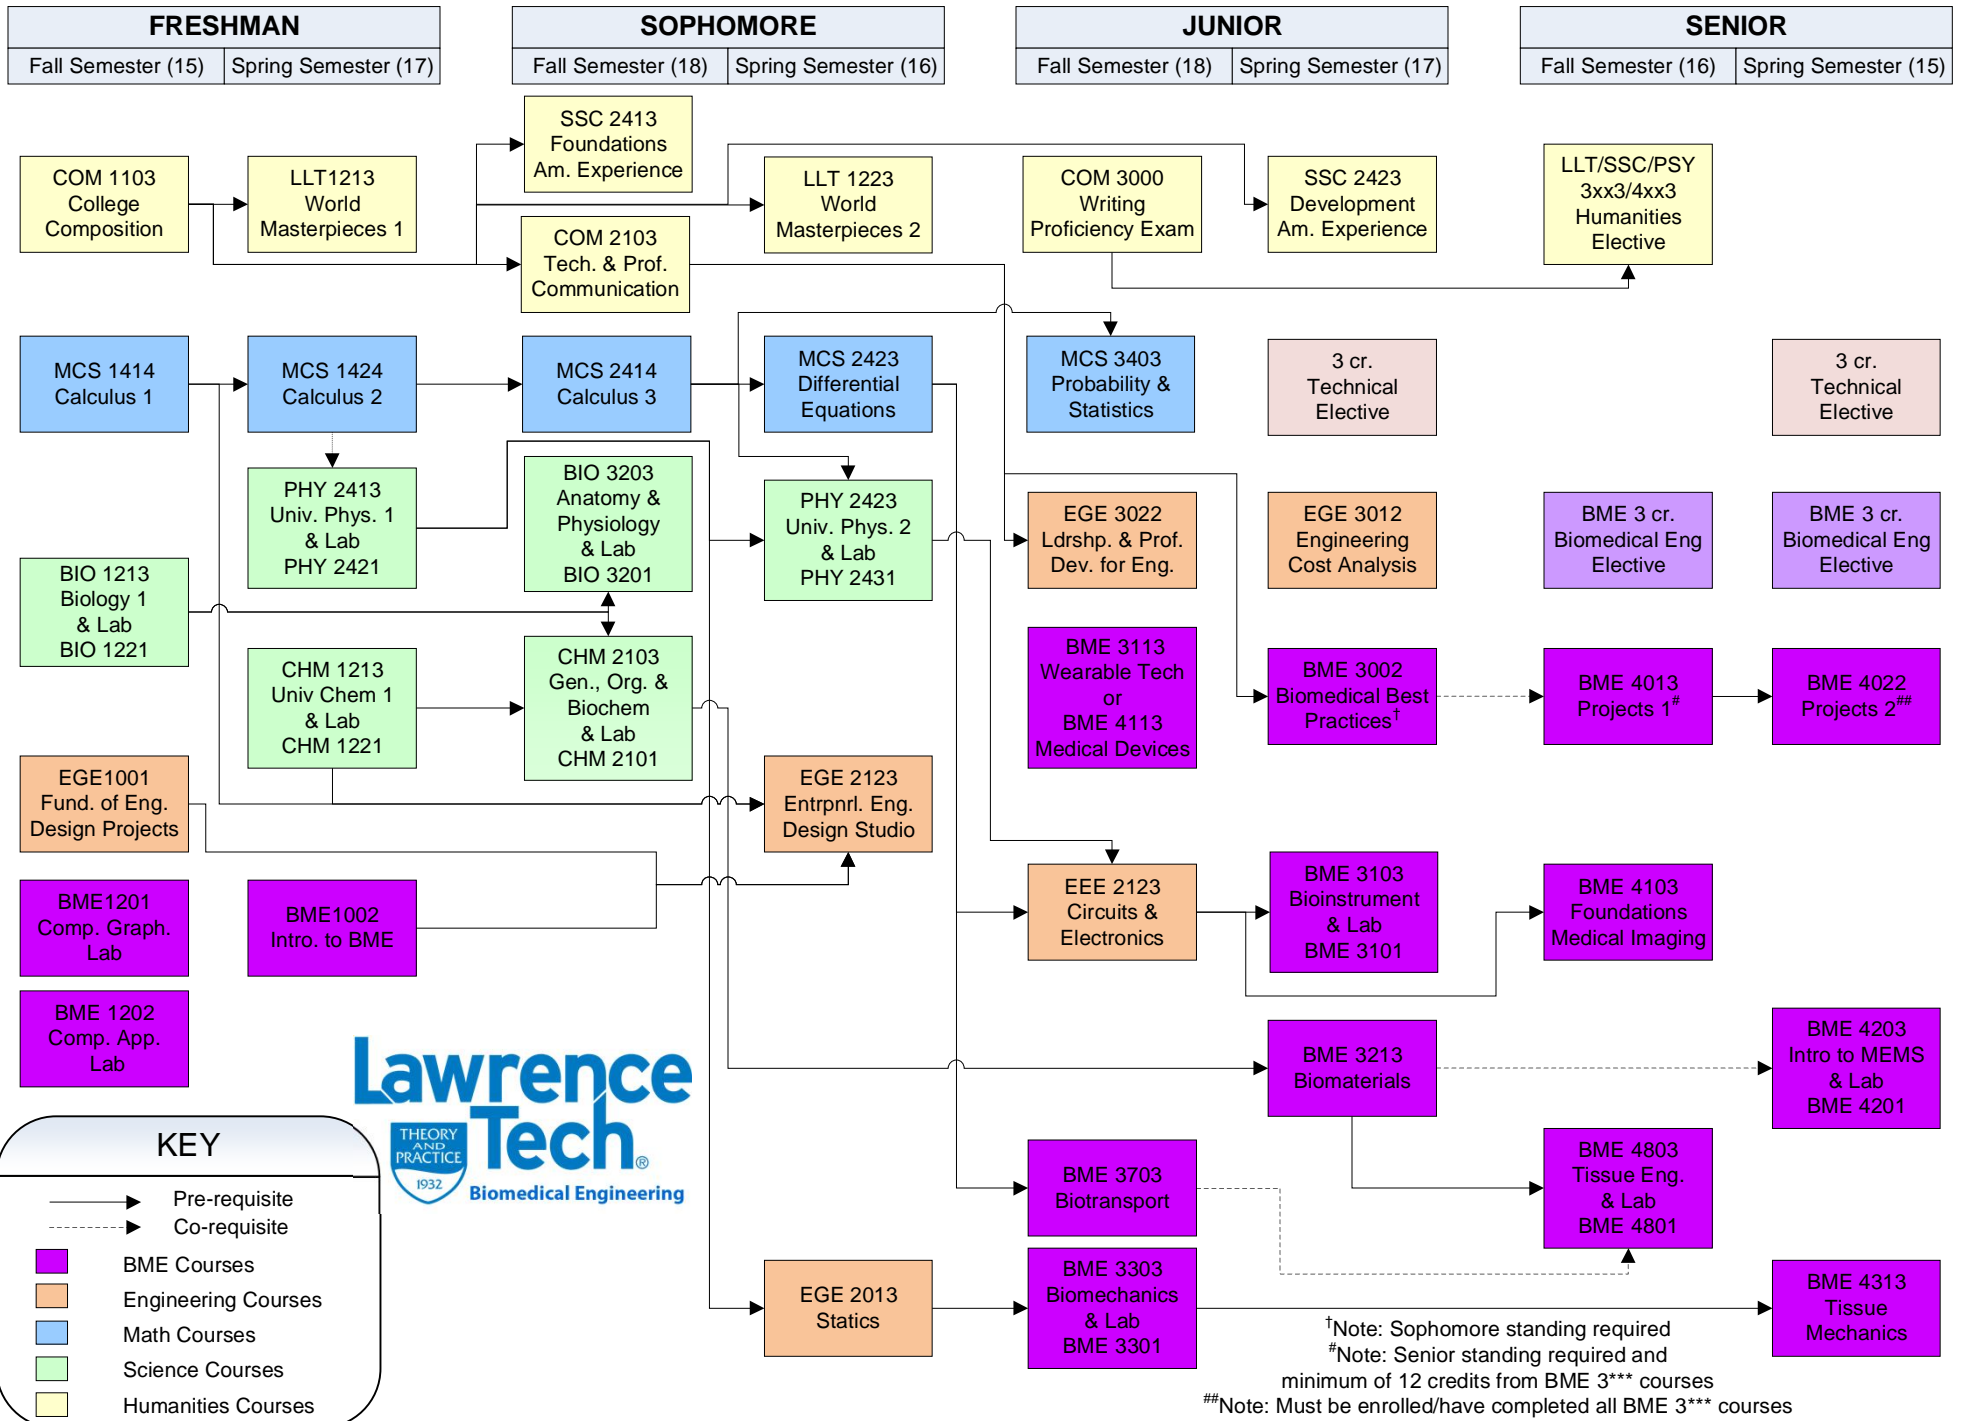 FRESHMAN
Fall Semester (15)
Spring Semester (17)
SOPHOMORE
Fall Semester (18)
Spring Semester (16)
JUNIOR
Fall Semester (18)
Spring Semester (17)
SENIOR
Fall Semester (16)
Spring Semester (15)
COM 1103
College
Composition
LLT1213
World
Masterpieces 1
SSC 2413
Foundations
Am. Experience
COM 2103
Tech. & Prof.
Communication
LLT 1223
World
Masterpieces 2
COM 3000
Writing
Proficiency Exam
SSC 2423
Development
Am. Experience
LLT/SSC/PSY
3xx3/4xx3
Humanities
Elective
MCS 1414
Calculus 1
MCS 1424
Calculus 2
MCS 2414
Calculus 3
MCS 2423
Differential
Equations
MCS 3403
Probability &
Statistics
3 cr.
Technical
Elective
3 cr.
Technical
Elective
PHY 2413
Univ. Phys. 1
& Lab
PHY 2421
BIO 3203
Anatomy &
Physiology
& Lab
BIO 3201
PHY 2423
Univ. Phys. 2
& Lab
PHY 2431
EGE 3022
Ldrshp. & Prof.
Dev. for Eng.
EGE 3012
Engineering
Cost Analysis
BME 3 cr.
Biomedical Eng
Elective
BME 3 cr.
Biomedical Eng
Elective
BIO 1213
Biology 1
& Lab
BIO 1221
CHM 1213
Univ Chem 1
& Lab
CHM 1221
CHM 2103
Gen., Org. &
Biochem
& Lab
CHM 2101
BME 3113
Wearable Tech
or
BME 4113
Medical Devices
BME 3002
Biomedical Best
Practices†
BME 4013
Projects 1#
BME 4022
Projects 2##
EGE1001
Fund. of Eng.
Design Projects
EGE 2123
Entrpnrl. Eng.
Design Studio
BME1201
Comp. Graph.
Lab
BME1002
Intro. to BME
EEE 2123
Circuits &
Electronics
BME 3103
Bioinstrument
& Lab
BME 3101
BME 4103
Foundations
Medical Imaging
BME 1202
Comp. App.
Lab
BME 3213
Biomaterials
BME 4203
Intro to MEMS
& Lab
BME 4201
Lawrence
Tech®
THEORY
AND
PRACTICE
1932
Biomedical Engineering
BME 3703
Biotransport
BME 4803
Tissue Eng.
& Lab
BME 4801
EGE 2013
Statics
BME 3303
Biomechanics
& Lab
BME 3301
BME 4313
Tissue
Mechanics
KEY
Pre-requisite
Co-requisite
BME Courses
Engineering Courses
Math Courses
Science Courses
Humanities Courses
†Note: Sophomore standing required
#Note: Senior standing required and
minimum of 12 credits from BME 3*** courses
##Note: Must be enrolled/have completed all BME 3*** courses